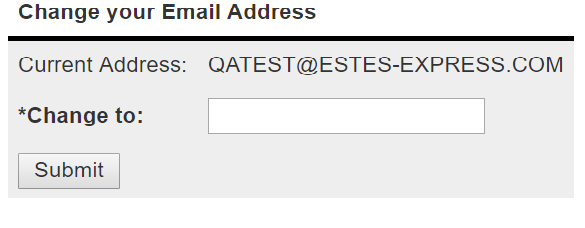 Change your Email Address
Current Address: QATEST@ESTES-EXPRESS.COM
*Change to:
Submit